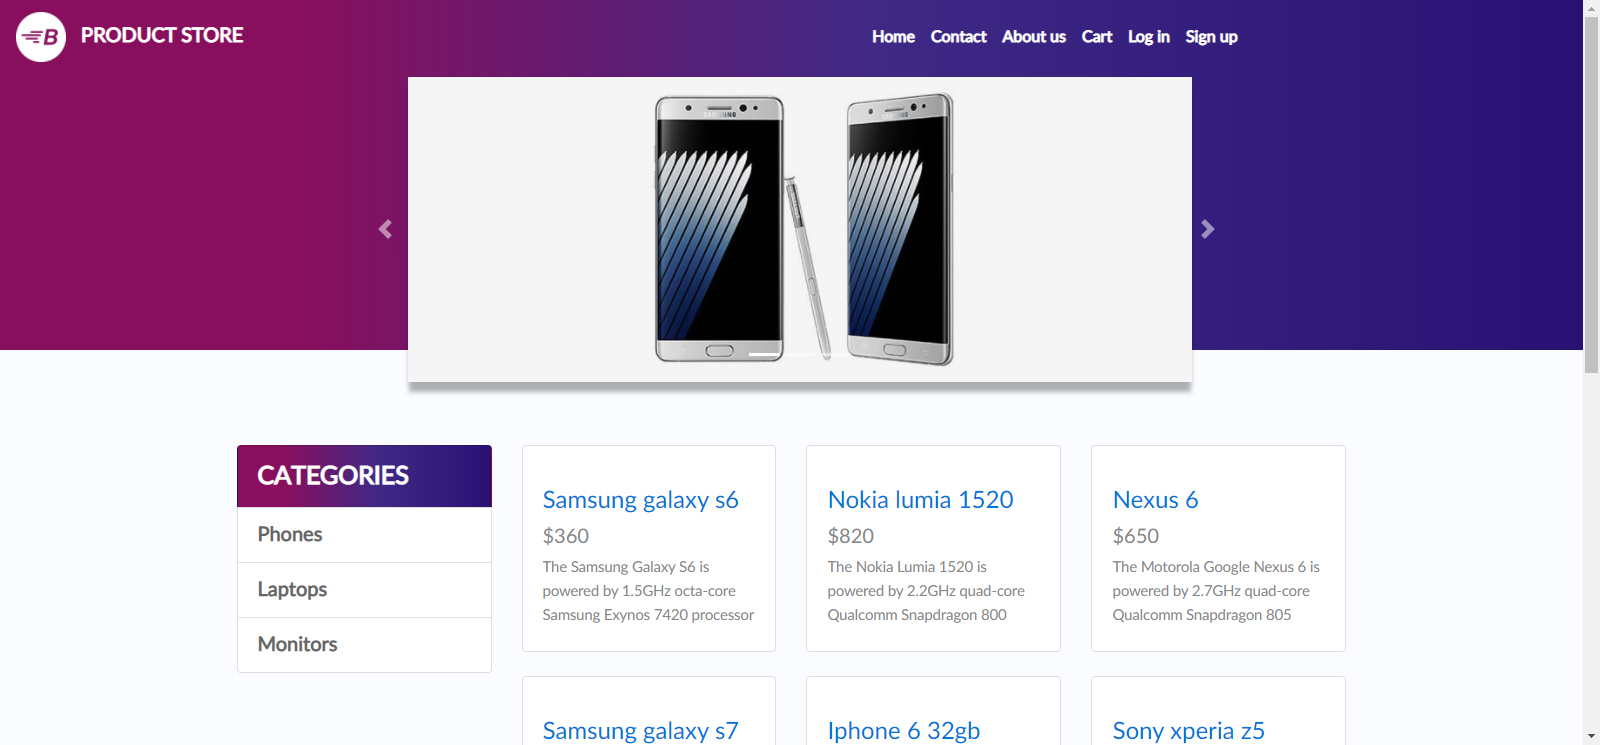 B
PRODUCT STORE
Home Contact About us Cart Log in Sign up
SAMSUNG
SAMSUNG
CATEGORIES
Phones
Laptops
Monitors
Samsung galaxy s6
$360
The Samsung Galaxy S6 is
powered by 1.5GHz octa-core
Samsung Exynos 7420 processor
Nokia lumia 1520
$820
The Nokia Lumia 1520 is
powered by 2.2GHz quad-core
Qualcomm Snapdragon 800
Nexus 6
$650
The Motorola Google Nexus 6 is
powered by 2.7GHz quad-core
Qualcomm Snapdragon 805
Samsung galaxy s7
Iphone 6 32gb
Sony xperia z5